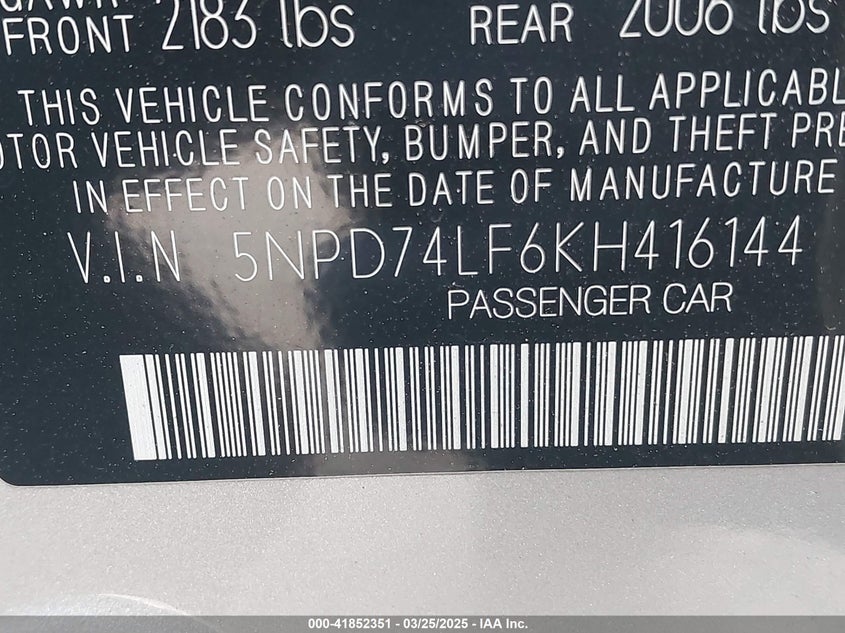 FRONT 2183 lbs REAR 2006 lbs
THIS VEHICLE CONFORMS TO ALL APPLICABL
OTOR VEHICLE SAFETY, BUMPER, AND THEFT PRE
IN EFFECT ON THE DATE OF MANUFACTURE
V.I.N 5NPD74LF6KH416144
PASSENGER CAR
000-41852351 — 03/25/2025 — IAA Inc.